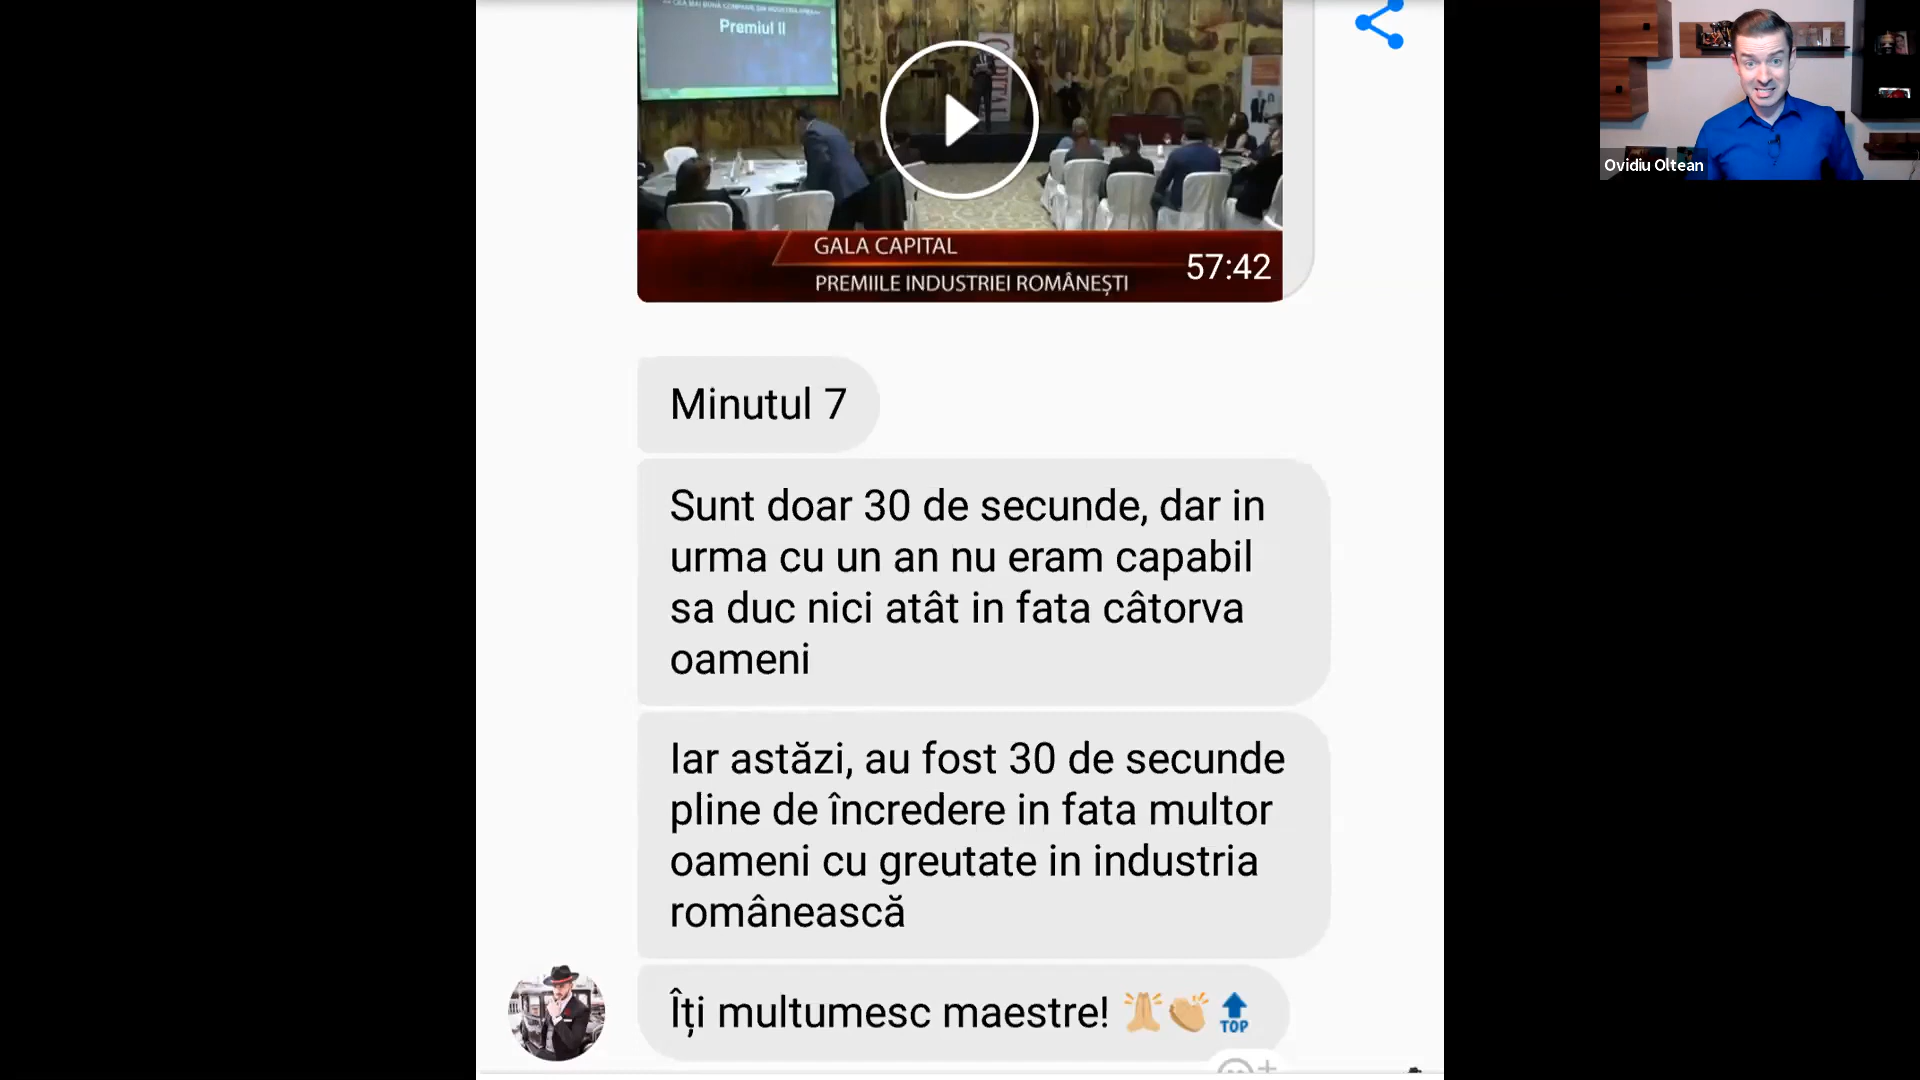 Premiul II
GALA CAPITAL
PREMIILE INDUSTRIEI ROMÂNEȘTI
57:42
Ovidiu Oltean
Minutul 7
Sunt doar 30 de secunde, dar in
urma cu un an nu eram capabil
sa duc nici atât in fata câtorva
oameni
Iar astăzi, au fost 30 de secunde
pline de încredere in fata multor
oameni cu greutate in industria
românească
Îți multumesc maestre! 🙏👏🔝